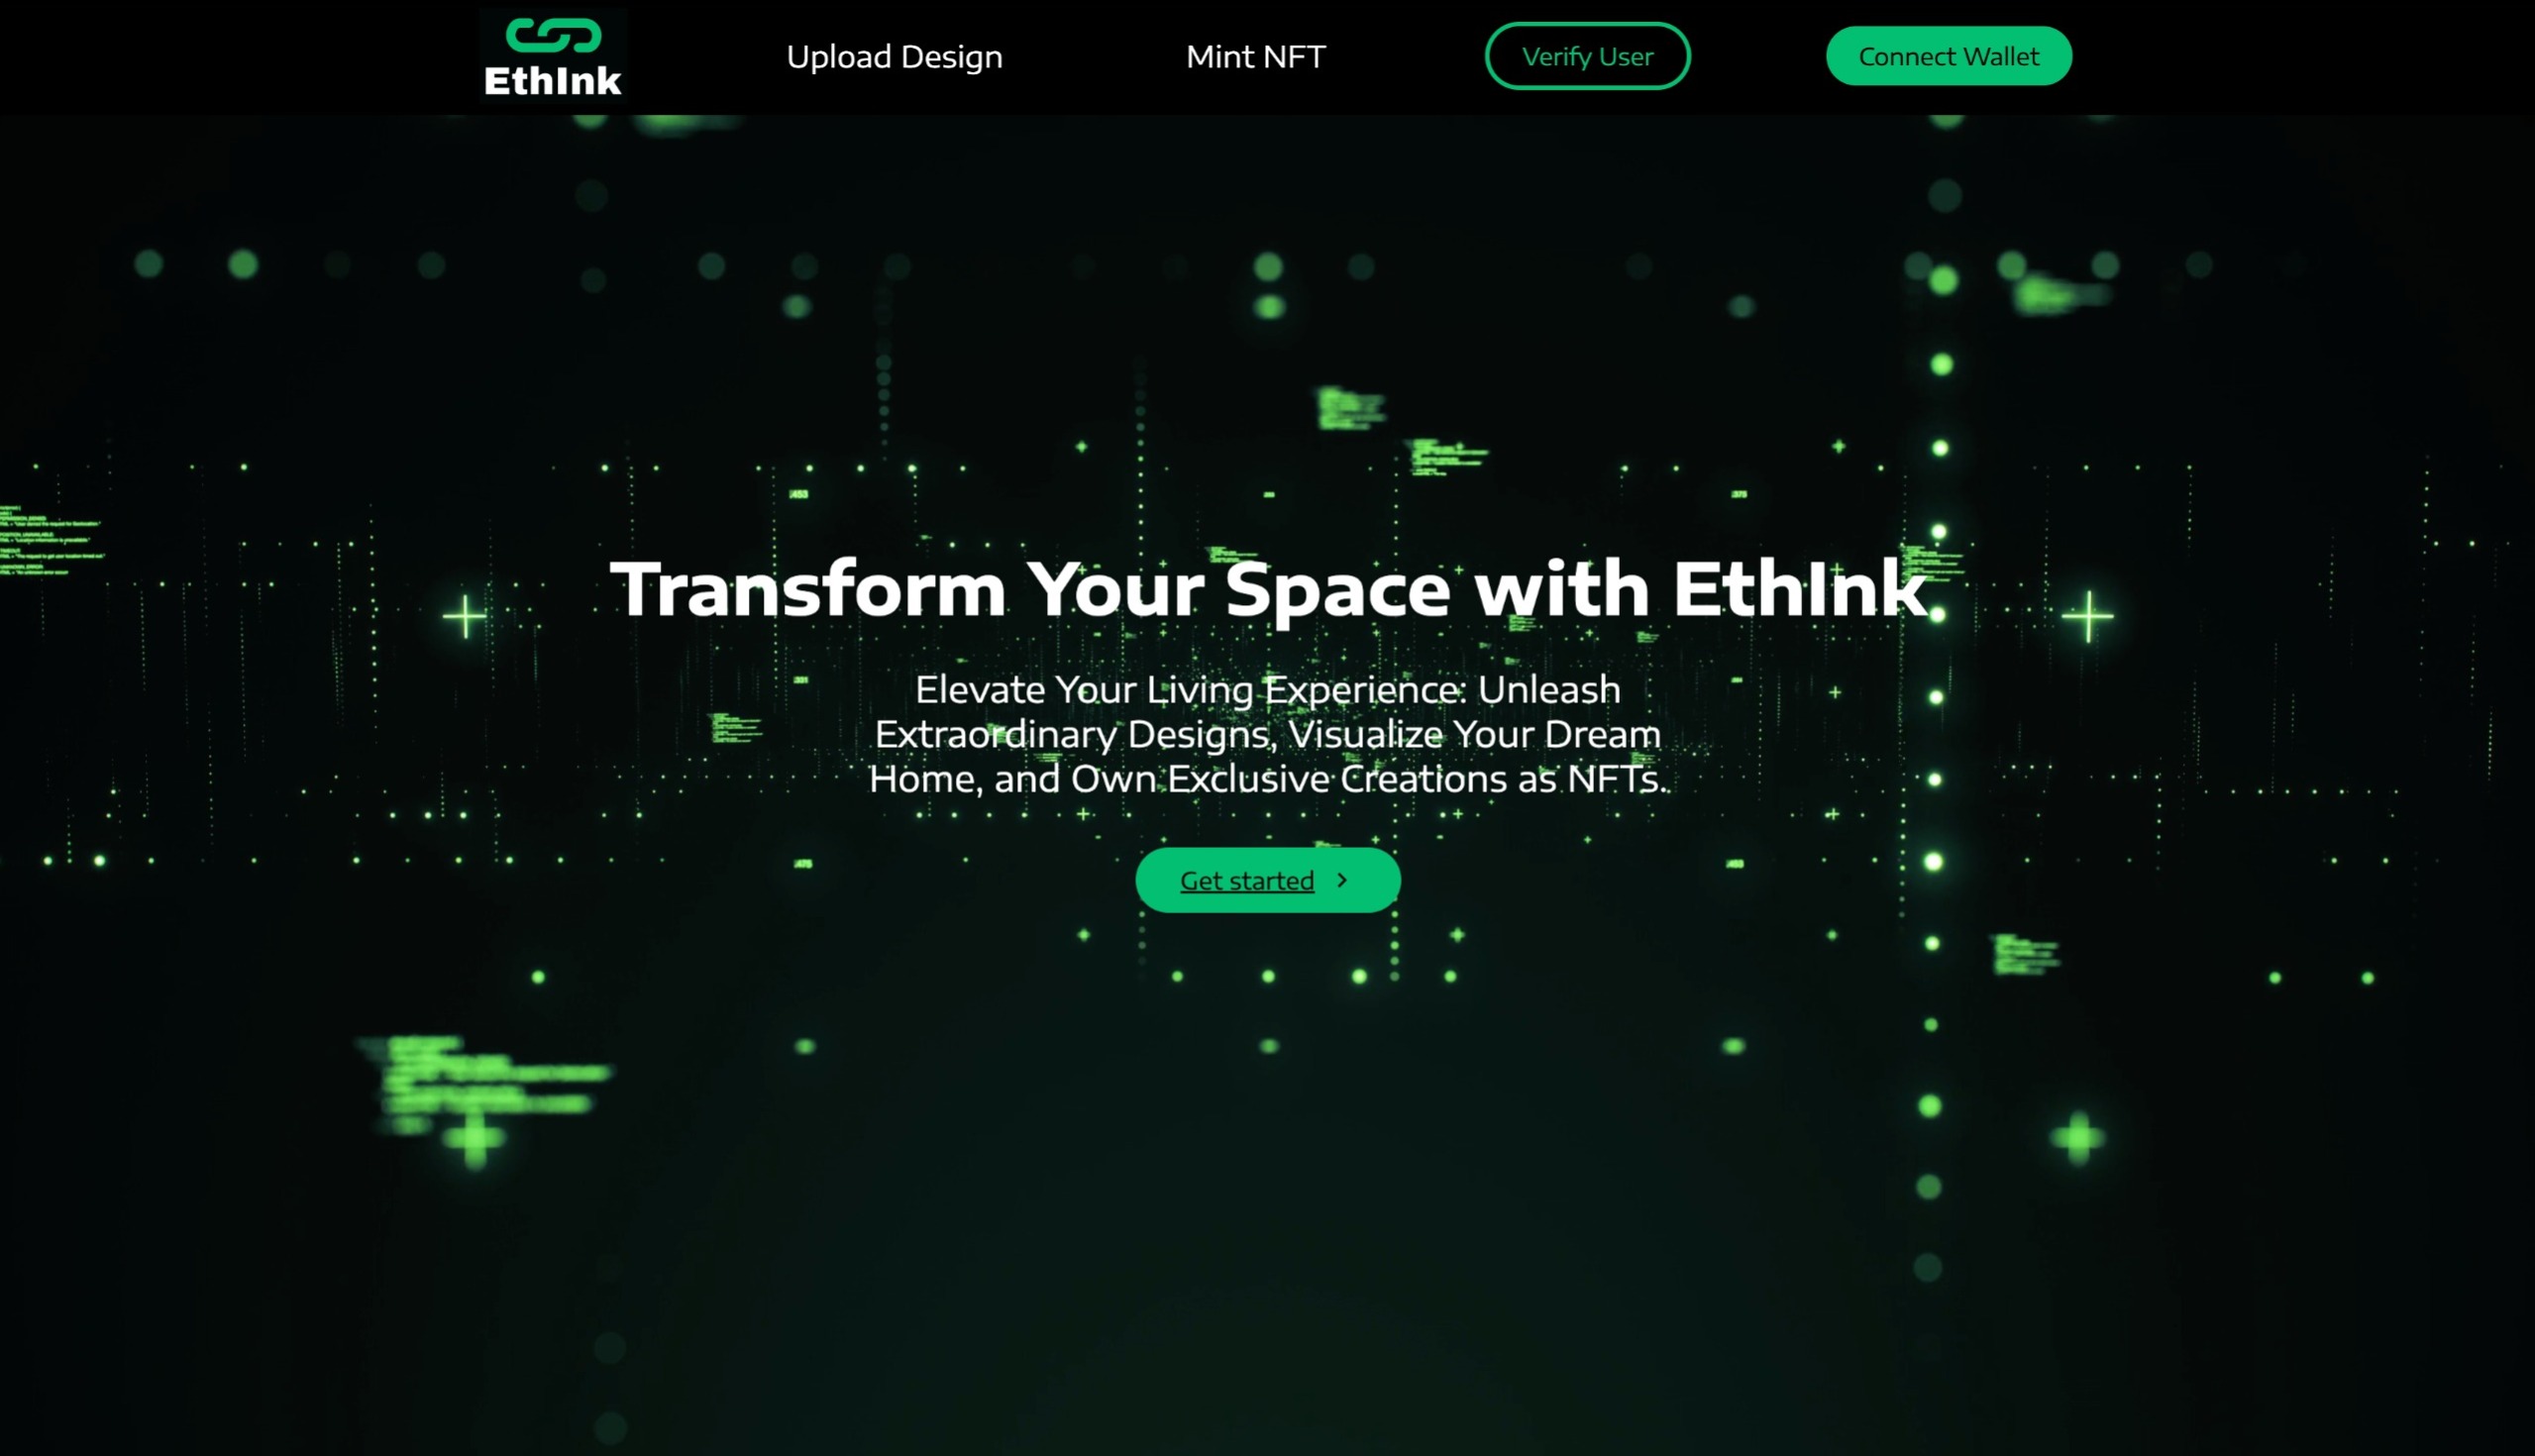 EthInk
Upload Design
Mint NFT
Verify User
Connect Wallet
Transform Your Space with EthInk
Elevate Your Living Experience: Unleash
Extraordinary Designs, Visualize Your Dream
Home, and Own Exclusive Creations as NFTs.
Get started